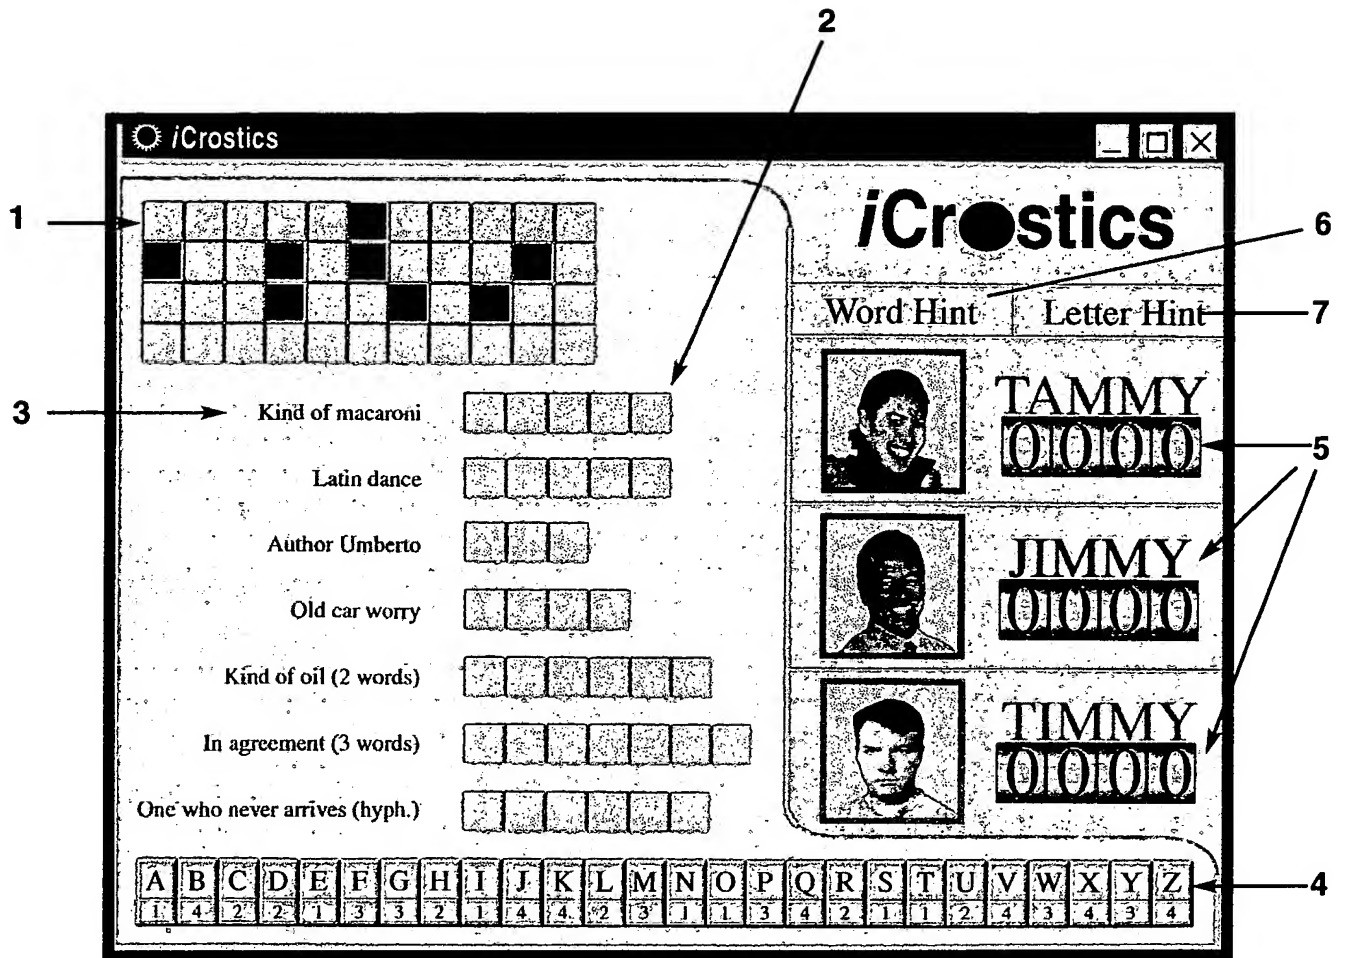 2
iCrostics
1
iCrostics
6
Word Hint
Letter Hint
7
3
Kind of macaroni
TAMMY
0000
5
Latin dance
Author Umberto
JIMMY
0000
Old car worry
Kind of oil (2 words)
In agreement (3 words)
TIMMY
0000
One who never arrives (hyph.)
A B C D E F G H I J K L M N O P Q R S T U V W X Y Z
1 4 2 2 1 3 3 2 1 4 4 2 3 1 1 3 4 2 1 1 2 4 3 4 3 4
4